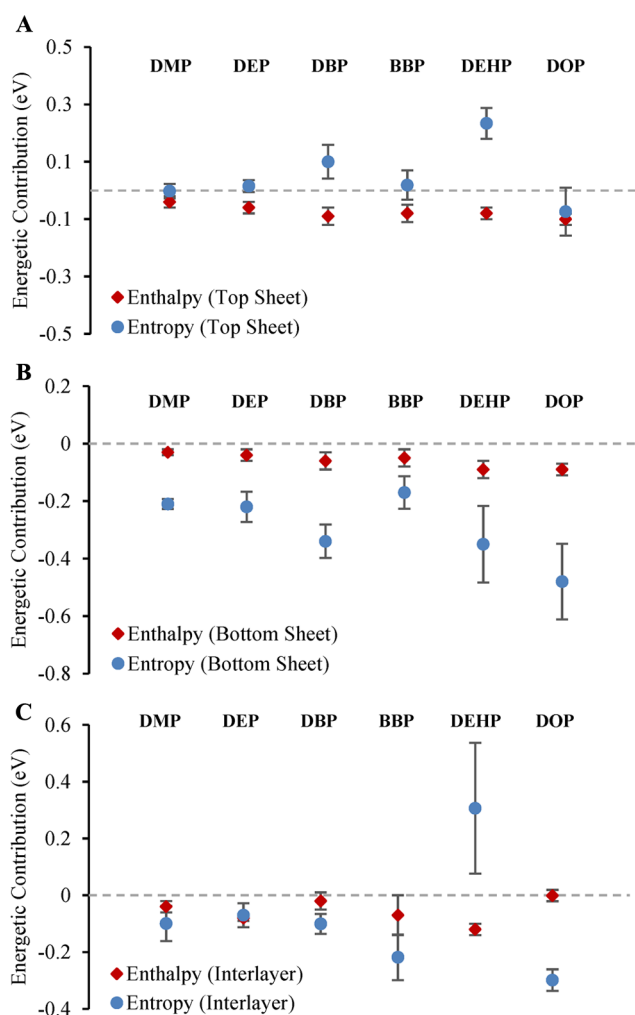 A
Energetic Contribution (eV)
DMP DEP DBP BBP DEHP DOP
0.5
0.3
0.1
-0.1
-0.3
-0.5
Enthalpy (Top Sheet)
Entropy (Top Sheet)
B
Energetic Contribution (eV)
DMP DEP DBP BBP DEHP DOP
0.2
0
-0.2
-0.4
-0.6
-0.8
Enthalpy (Bottom Sheet)
Entropy (Bottom Sheet)
C
Energetic Contribution (eV)
DMP DEP DBP BBP DEHP DOP
0.6
0.4
0.2
0
-0.2
-0.4
Enthalpy (Interlayer)
Entropy (Interlayer)